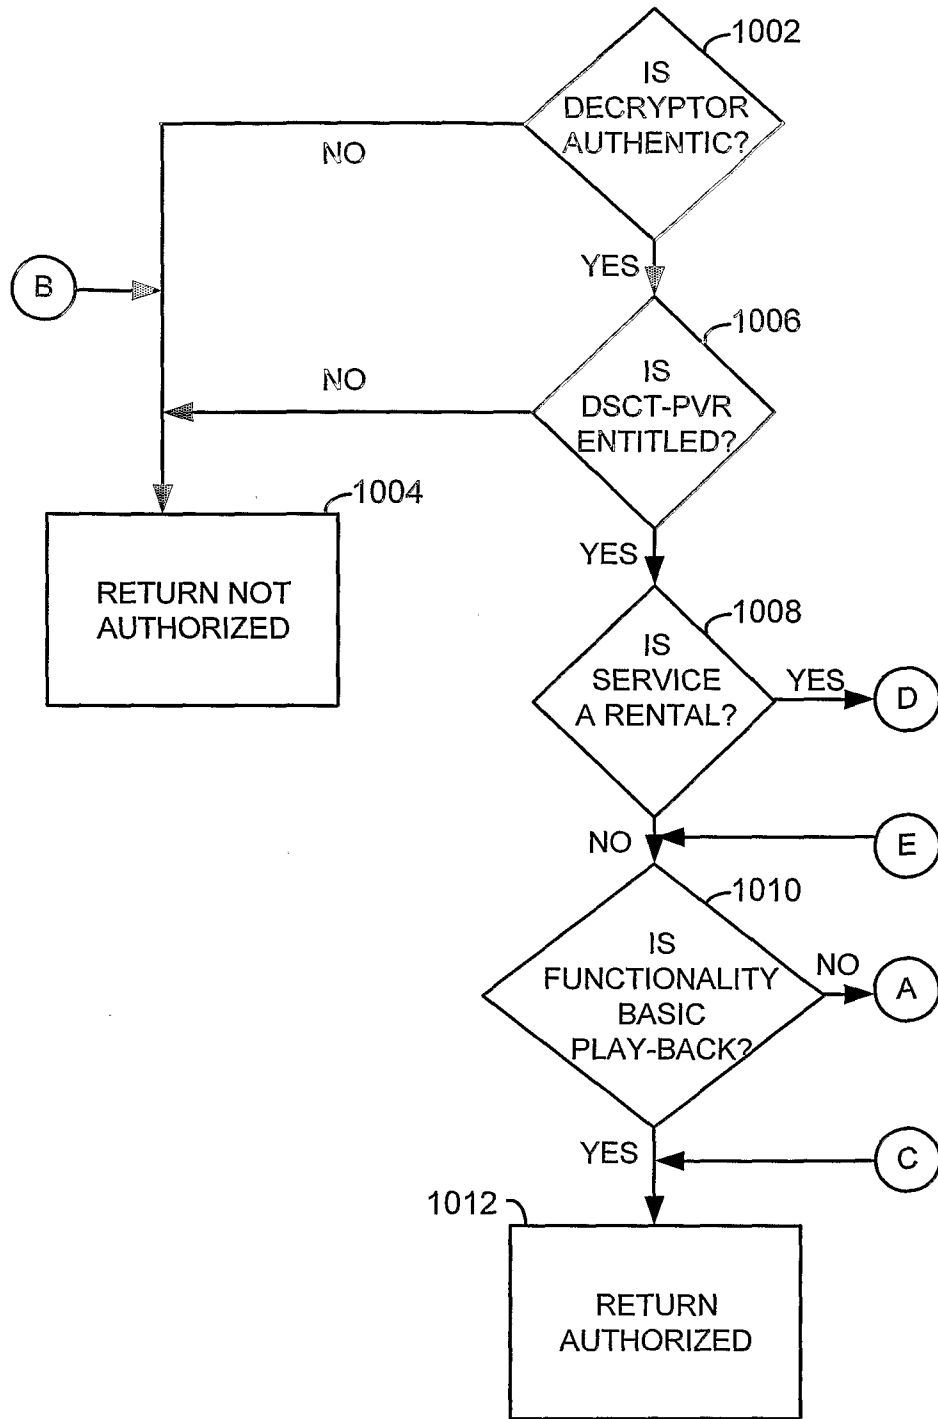 1002
IS
DECRYPTOR
AUTHENTIC?
NO
YES
B
1006
IS
DSCT-PVR
ENTITLED?
NO
1004
RETURN NOT
AUTHORIZED
YES
1008
IS
SERVICE
A RENTAL?
YES
D
NO
E
1010
IS
FUNCTIONALITY
BASIC
PLAY-BACK?
NO
A
YES
C
1012
RETURN
AUTHORIZED